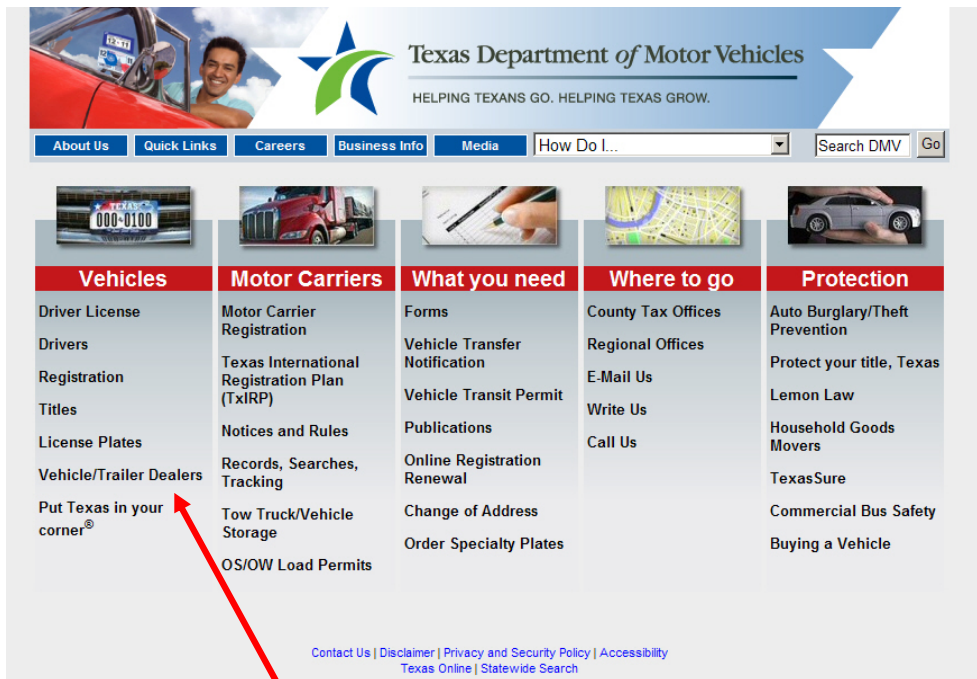 Texas Department of Motor Vehicles
HELPING TEXANS GO. HELPING TEXAS GROW.
About Us
Quick Links
Careers
Business Info
Media
How Do I...
Search DMV
Go
TEXAS
000-0100
Vehicles
Driver License
Drivers
Registration
Titles
License Plates
Vehicle/Trailer Dealers
Put Texas in your
corner®
Motor Carriers
Motor Carrier
Registration
Texas International
Registration Plan
(TxIRP)
Notices and Rules
Records, Searches,
Tracking
Tow Truck/Vehicle
Storage
OS/OW Load Permits
What you need
Forms
Vehicle Transfer
Notification
Vehicle Transit Permit
Publications
Online Registration
Renewal
Change of Address
Order Specialty Plates
Where to go
County Tax Offices
Regional Offices
E-Mail Us
Write Us
Call Us
Protection
Auto Burglary/Theft
Prevention
Protect your title, Texas
Lemon Law
Household Goods
Movers
TexasSure
Commercial Bus Safety
Buying a Vehicle
Contact Us | Disclaimer | Privacy and Security Policy | Accessibility
Texas Online | Statewide Search